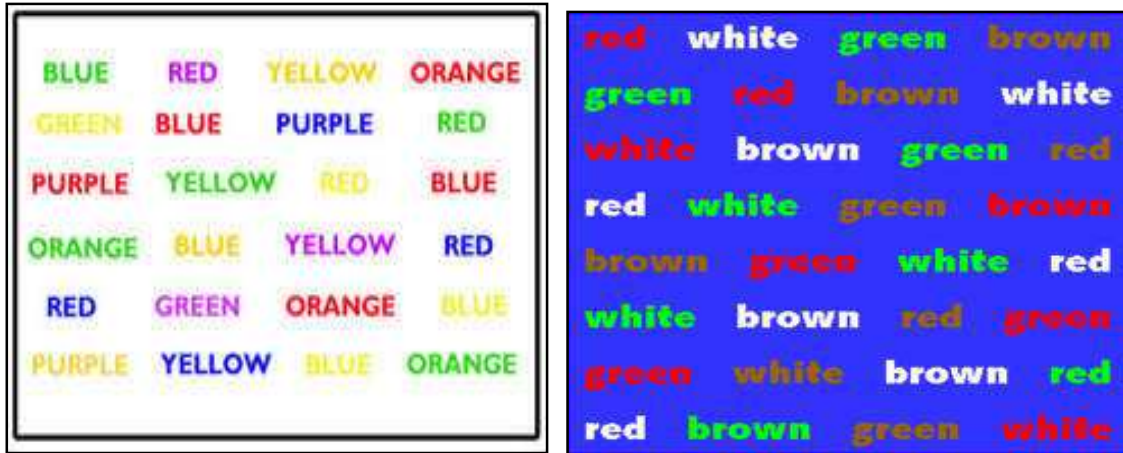 BLUE RED YELLOW ORANGE
GREEN BLUE PURPLE RED
PURPLE YELLOW RED BLUE
ORANGE BLUE YELLOW RED
RED GREEN ORANGE BLUE
PURPLE YELLOW BLUE ORANGE
red white green brown
green red brown white
white brown green red
red white green brown
brown green white red
white brown red green
green white brown red
red brown green white